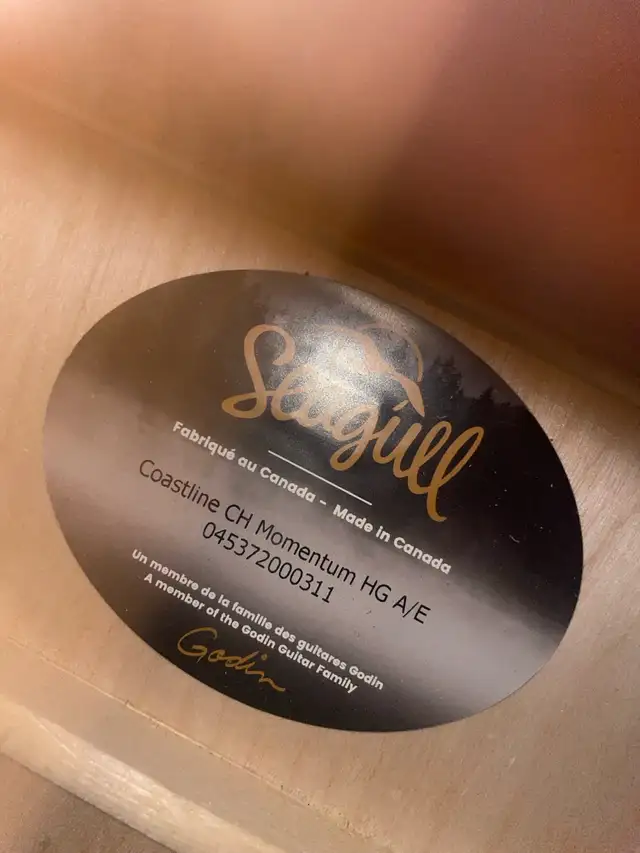 Seagull
Fabriqué au Canada - Made in Canada
Coastline CH Momentum HG A/E
045372000311
Un membre de la famille des guitares Godin
A member of the Godin Guitar Family
Godin